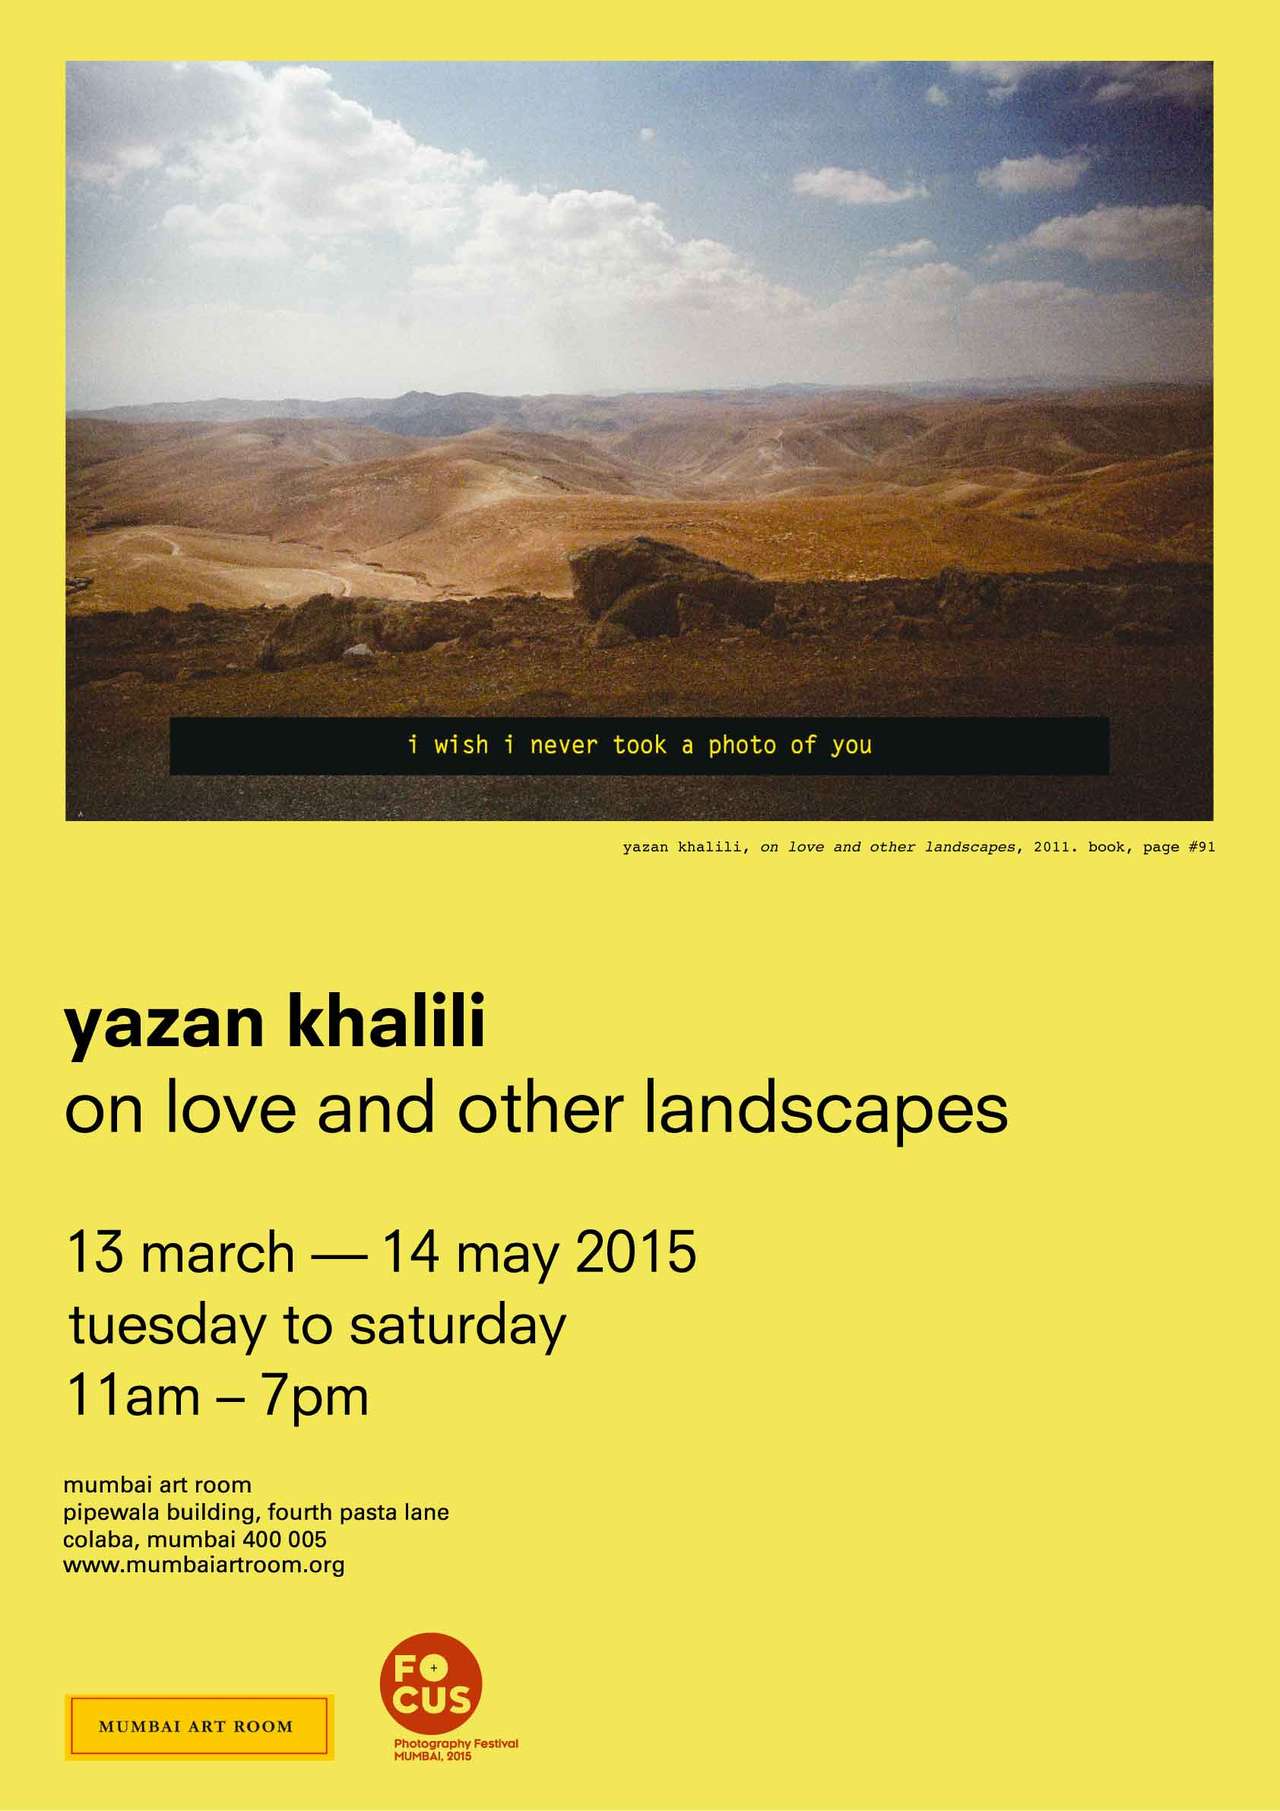 i wish i never took a photo of you
yazan khalili, on love and other landscapes, 2011. book, page #91
yazan khalili
on love and other landscapes
13 march — 14 may 2015
tuesday to saturday
11am – 7pm
mumbai art room
pipewala building, fourth pasta lane
colaba, mumbai 400 005
www.mumbaiartroom.org
MUMBAI ART ROOM
FO
CUS
Photography Festival
MUMBAI, 2015